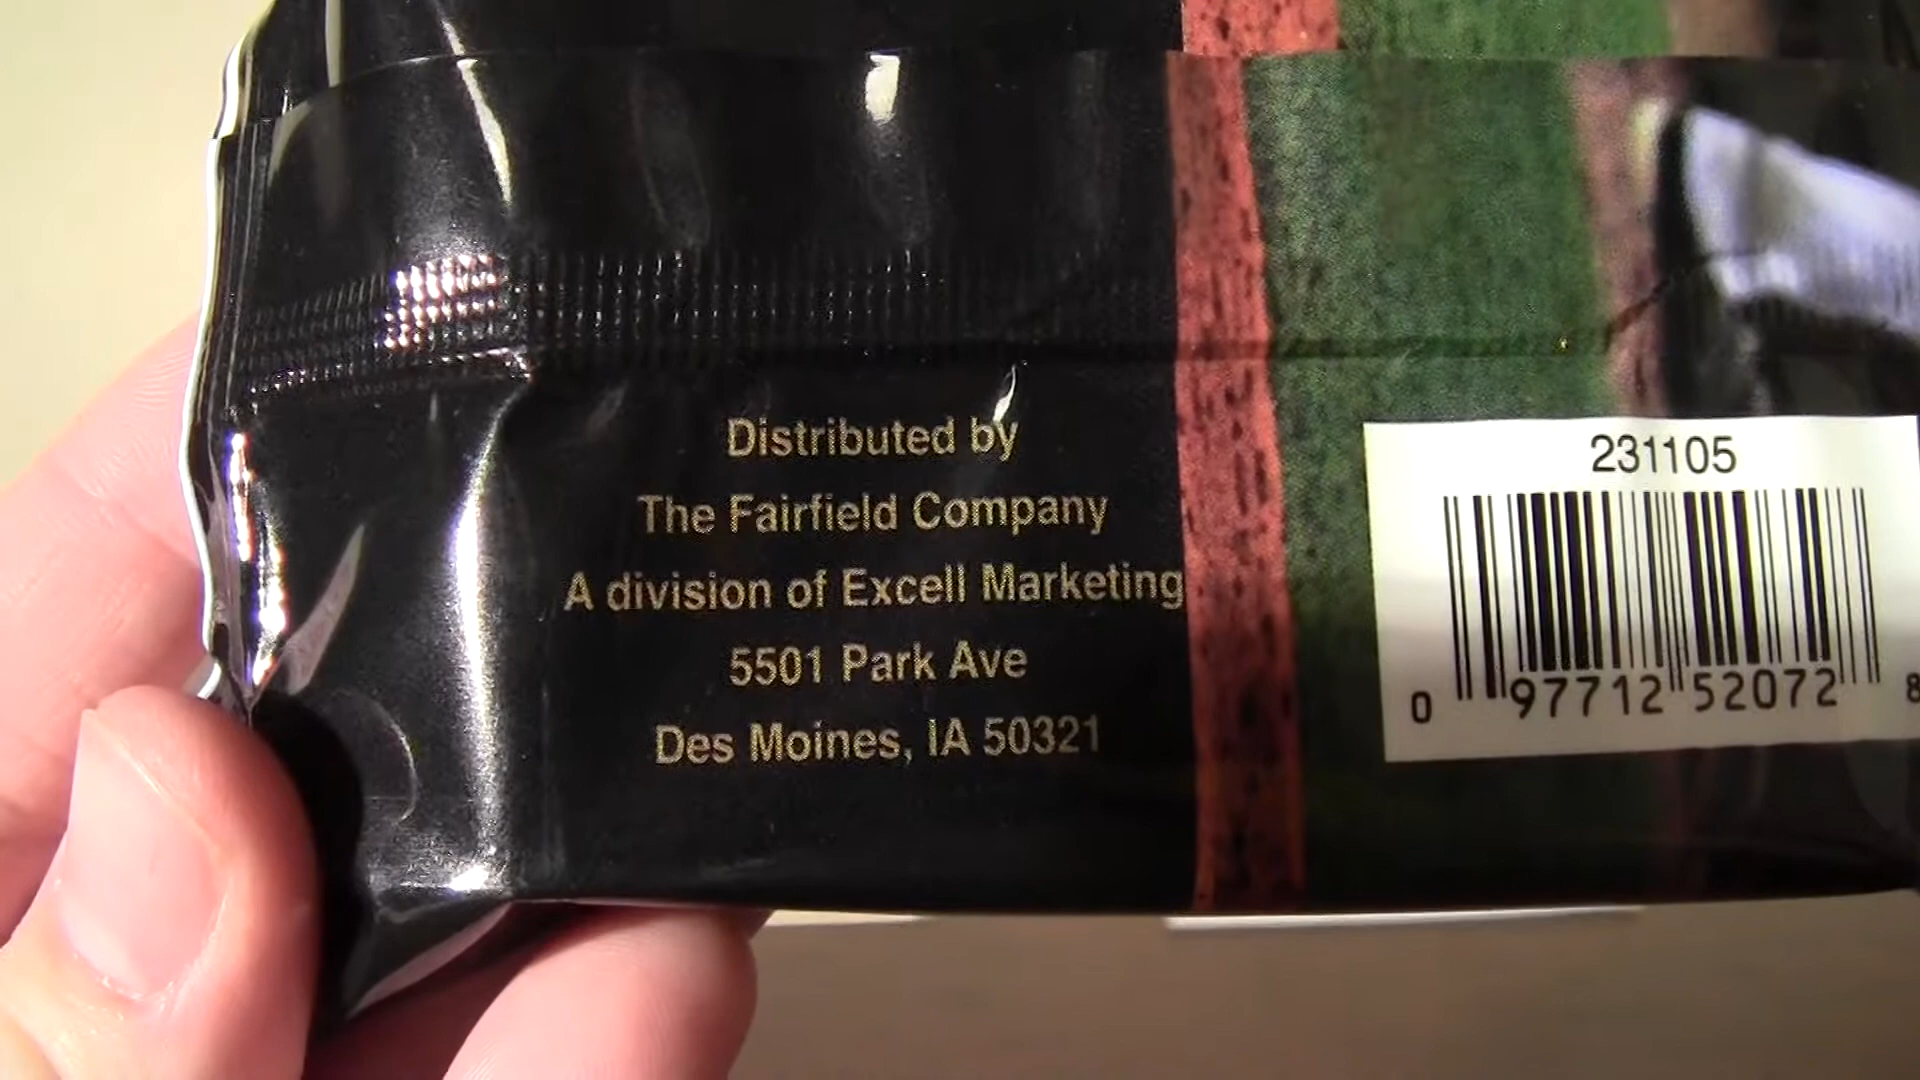 Distributed by
The Fairfield Company
A division of Excell Marketing
5501 Park Ave
Des Moines, IA 50321
231105
0 97712 52072 8